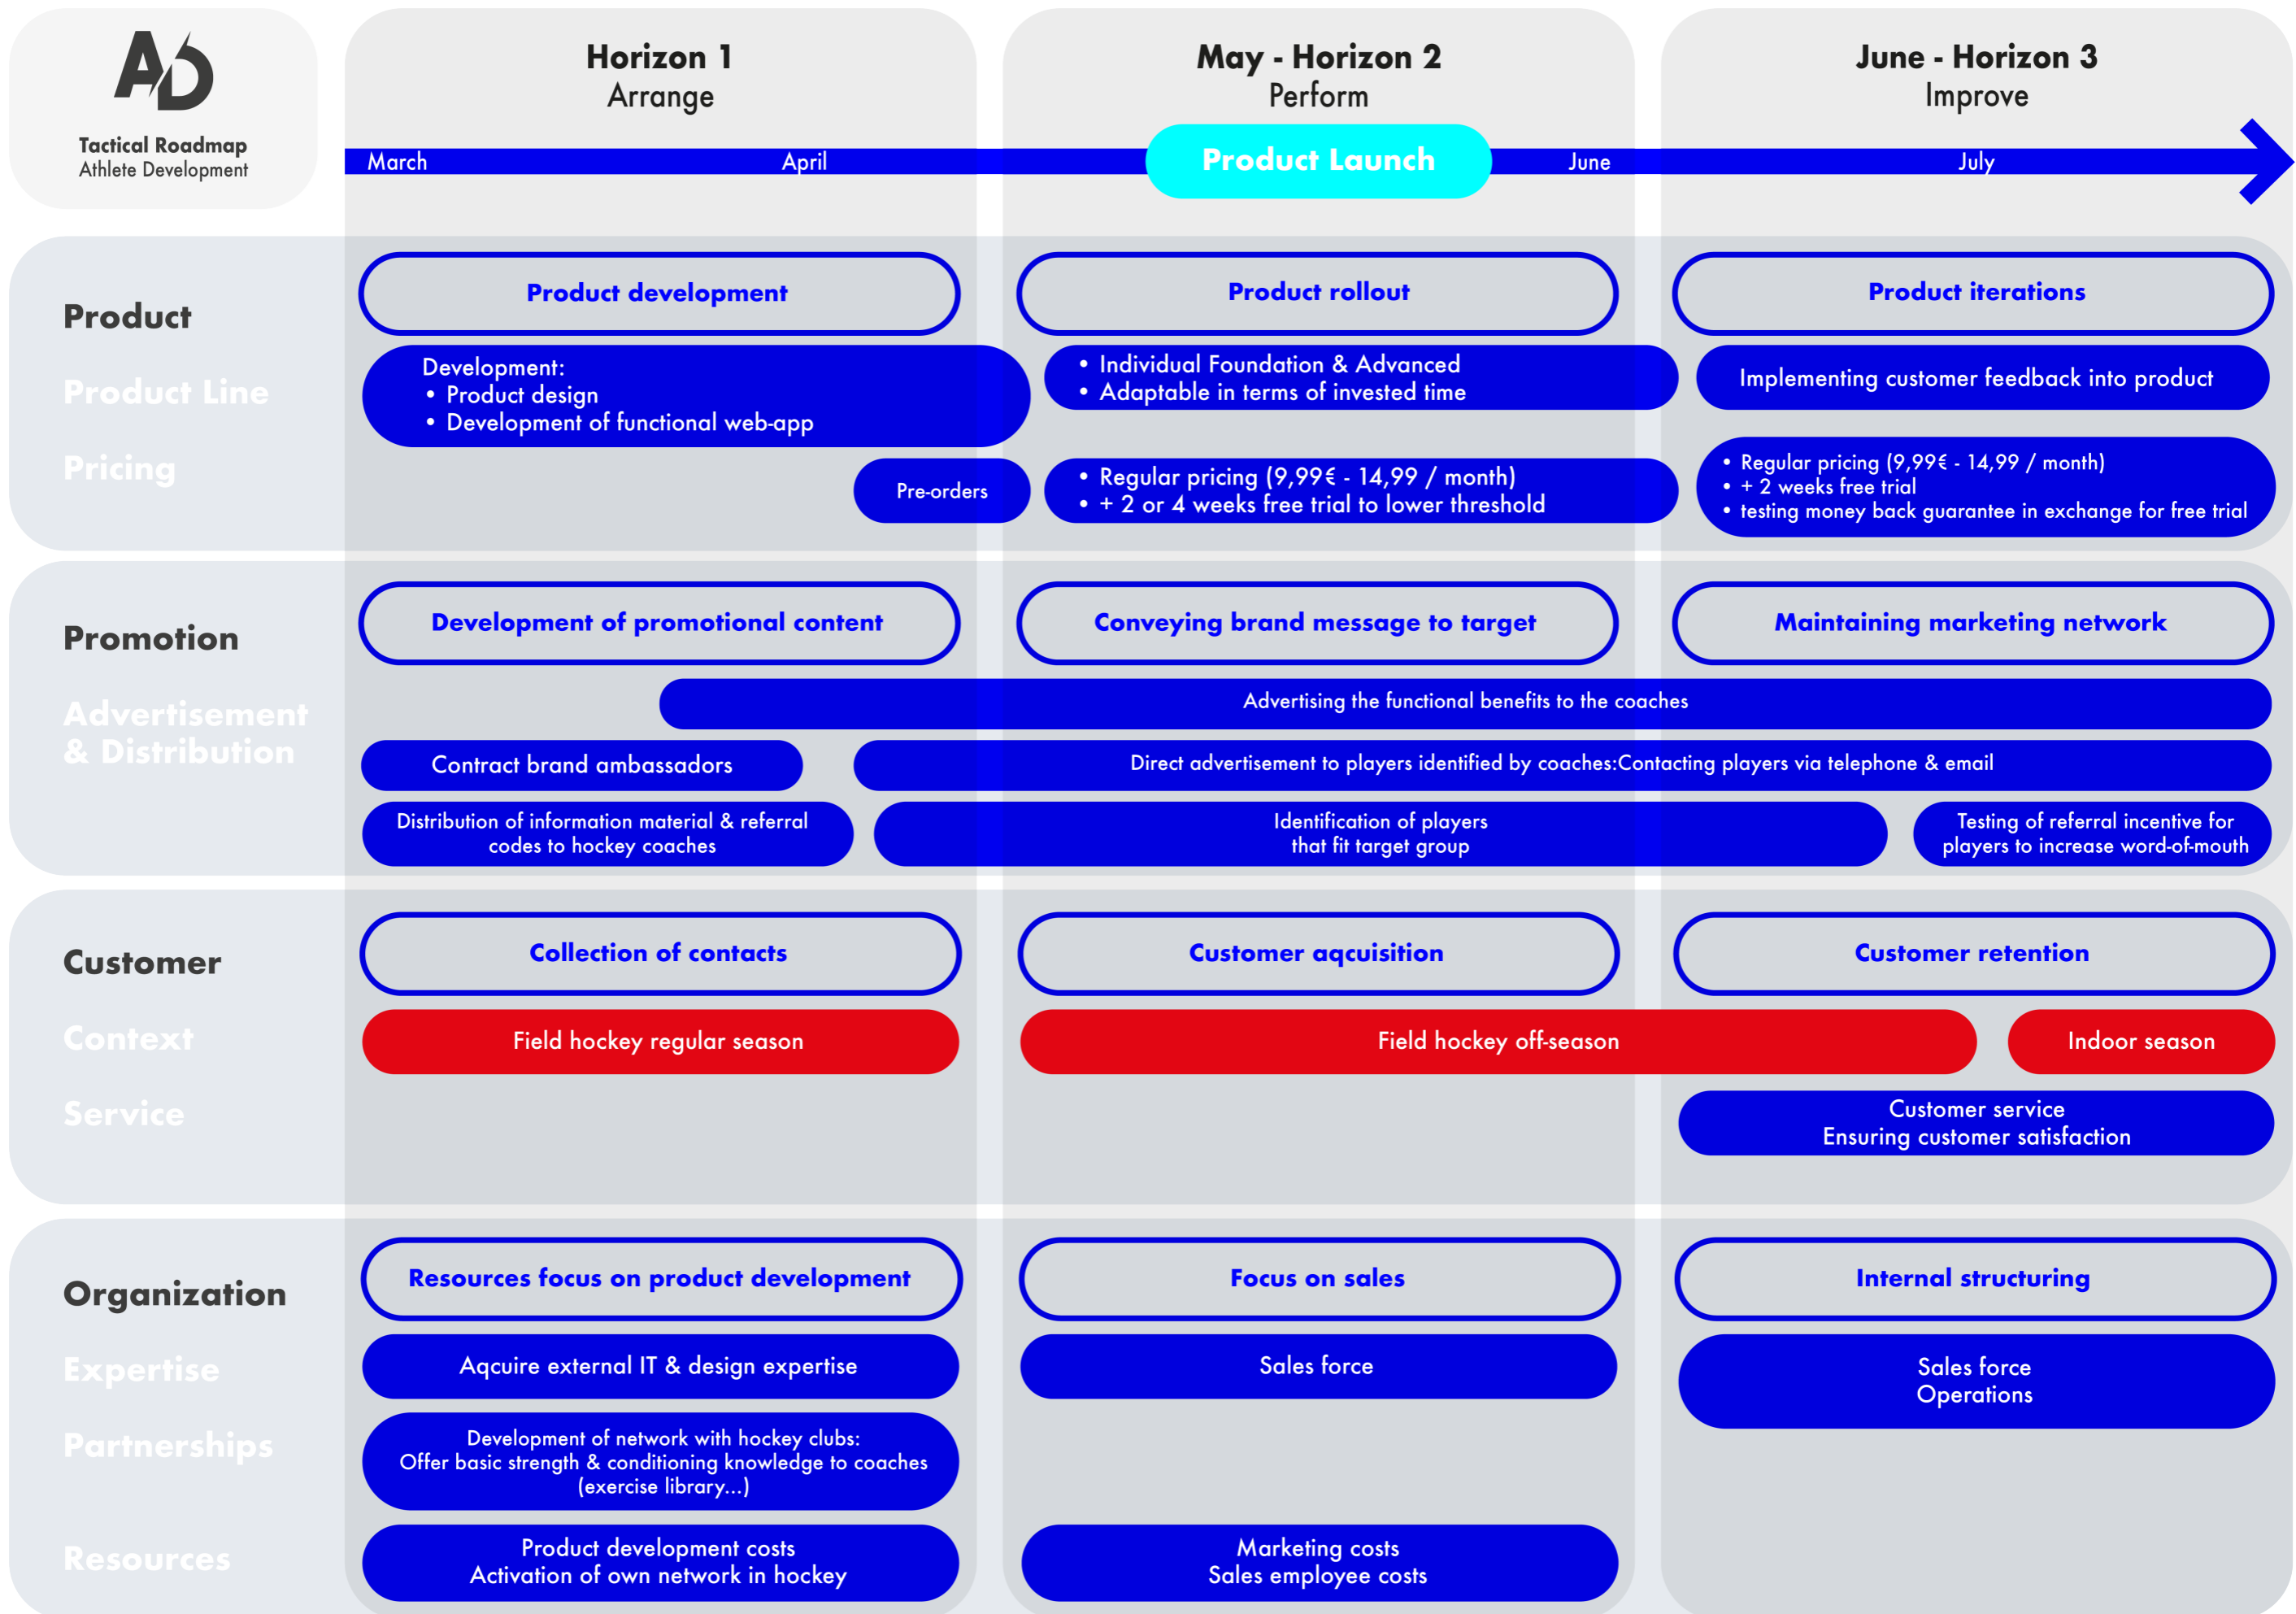 AD
Tactical Roadmap
Athlete Development
Horizon 1
Arrange
May - Horizon 2
Perform
June - Horizon 3
Improve
March
April
Product Launch
June
July
Product
Product Line
Pricing
Product development
Product rollout
Product iterations
Development:
• Product design
• Development of functional web-app
• Individual Foundation & Advanced
• Adaptable in terms of invested time
Implementing customer feedback into product
Pre-orders
• Regular pricing (9,99€ - 14,99 / month)
• + 2 or 4 weeks free trial to lower threshold
• Regular pricing (9,99€ - 14,99 / month)
• + 2 weeks free trial
• testing money back guarantee in exchange for free trial
Promotion
Advertisement
& Distribution
Development of promotional content
Conveying brand message to target
Maintaining marketing network
Advertising the functional benefits to the coaches
Contract brand ambassadors
Direct advertisement to players identified by coaches:Contacting players via telephone & email
Distribution of information material & referral
codes to hockey coaches
Identification of players
that fit target group
Testing of referral incentive for
players to increase word-of-mouth
Customer
Context
Service
Collection of contacts
Customer aqcuisition
Customer retention
Field hockey regular season
Field hockey off-season
Indoor season
Customer service
Ensuring customer satisfaction
Organization
Expertise
Partnerships
Resources
Resources focus on product development
Focus on sales
Internal structuring
Aqcuire external IT & design expertise
Sales force
Sales force
Operations
Development of network with hockey clubs:
Offer basic strength & conditioning knowledge to coaches
(exercise library...)
Product development costs
Activation of own network in hockey
Marketing costs
Sales employee costs